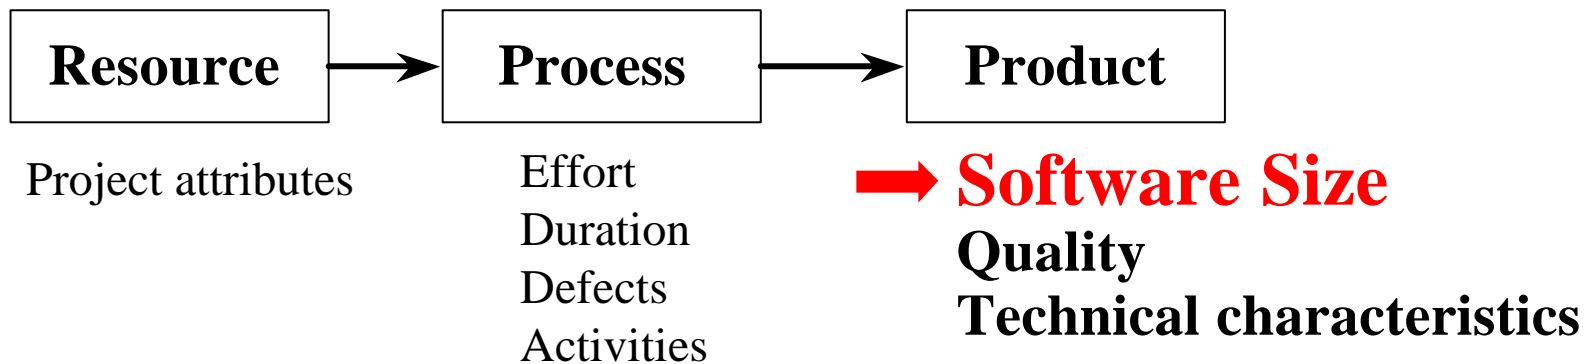 Resource
Process
Product
Project attributes
Effort
Duration
Defects
Activities
Software Size
Quality
Technical characteristics